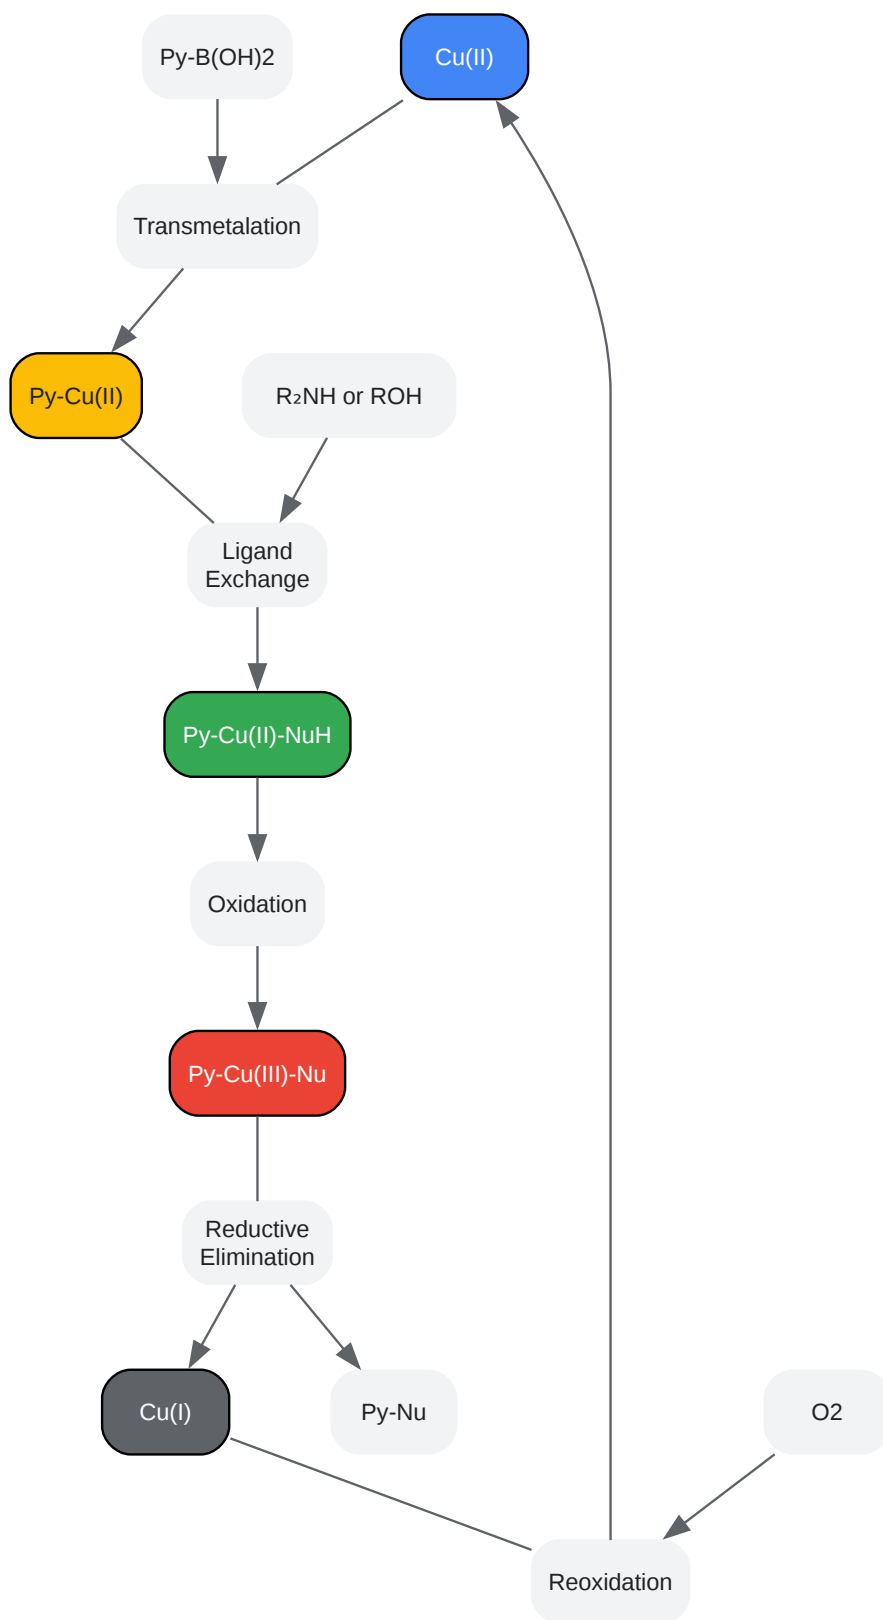 Py-B(OH)2
Cu(II)
Transmetalation
Py-Cu(II)
R₂NH or ROH
Ligand
Exchange
Py-Cu(II)-NuH
Oxidation
Py-Cu(III)-Nu
Reductive
Elimination
Cu(I)
Py-Nu
O2
Reoxidation